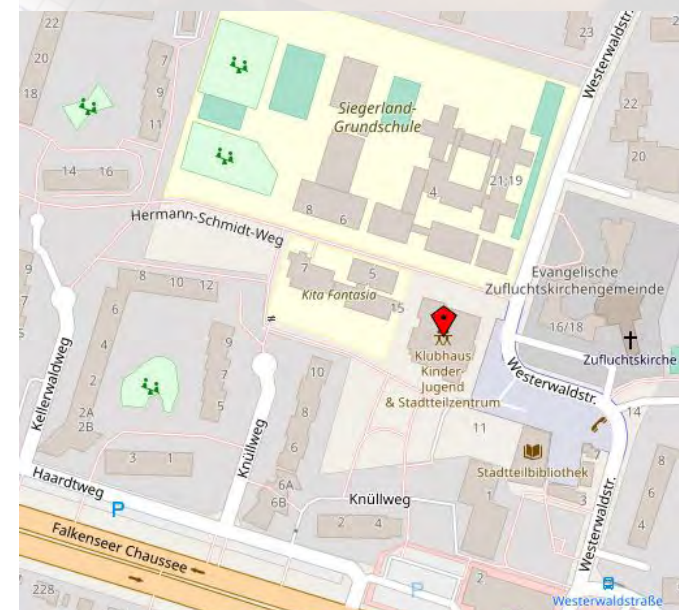 22
20
18
7
9
11
14
16
Siegerland-
Grundschule
4
21;19
8
6
23
Westerwaldstr.
22
20
Hermann-Schmidt-Weg
7
5
15
Kita Fantasia
Evangelische
Zufluchtskirchengemeinde
16/18
Zufluchtskirche
Klubhaus
Kinder-
Jugend
& Stadtteilzentrum
Westerwaldstr.
14
11
Stadtteilbibliothek
7
3
1
9
7
8
10
12
6
4
2
2A
2B
9
7
5
3
1
Kellerwaldweg
Knüllweg
10
8
6
6A
6B
Knüllweg
2
4
Haardtweg
P
Falkenseer Chaussee
228
P
2
8
6
4
Westerwaldstr.
Westerwaldstraße